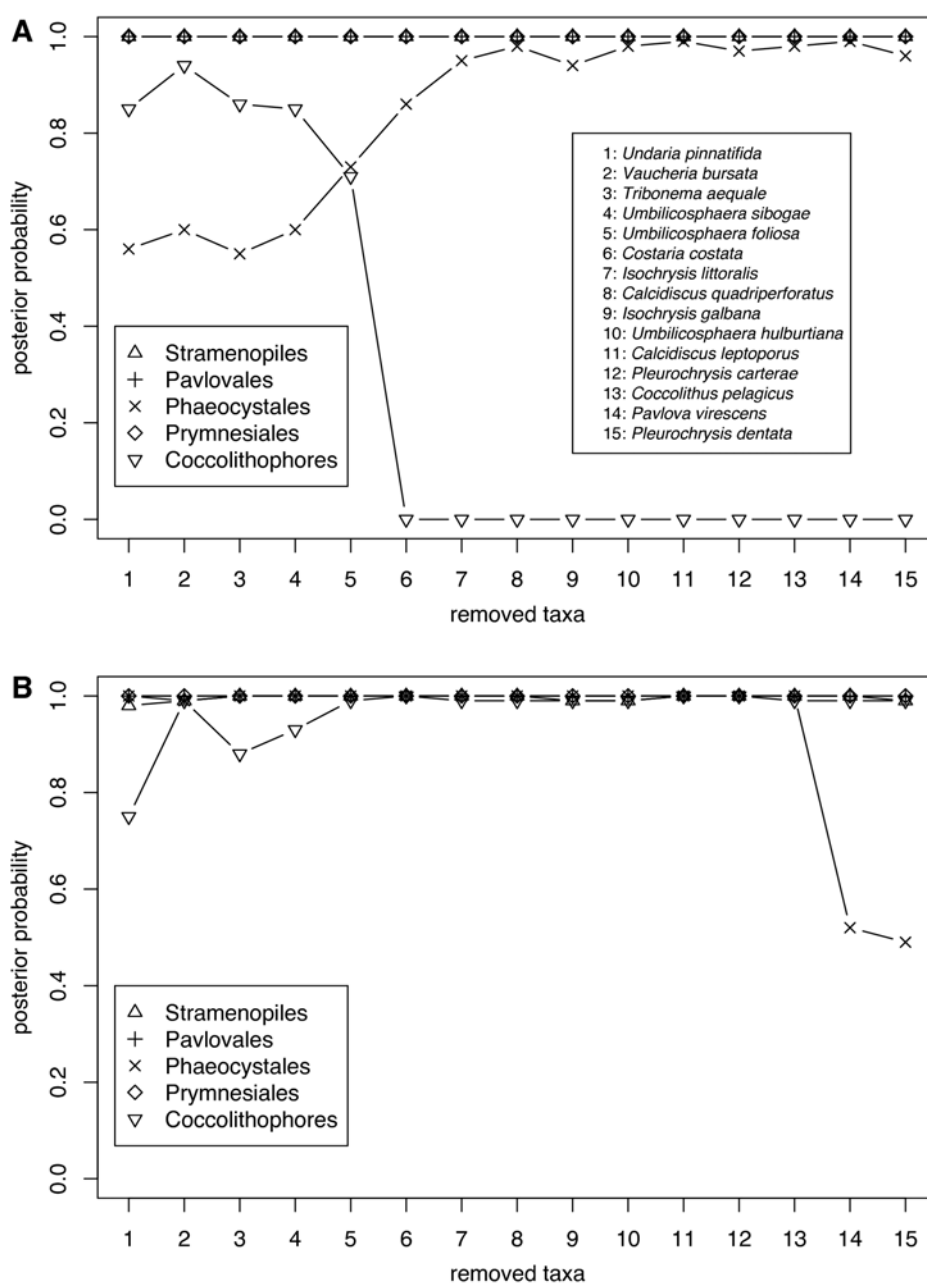 A
posterior probability
1.0
0.8
0.6
0.4
0.2
0.0
1: Undaria pinnatifida
2: Vaucheria bursata
3: Tribonema aequale
4: Umbilicosphaera sibogae
5: Umbilicosphaera foliosa
6: Costaria costata
7: Isochrysis littoralis
8: Calcidiscus quadriperforatus
9: Isochrysis galbana
10: Umbilicosphaera hulburtiana
11: Calcidiscus leptoporus
12: Pleurochrysis carterae
13: Coccolithus pelagicus
14: Pavlova virescens
15: Pleurochrysis dentata
Stramenopiles
Pavlovales
Phaeocystales
Prymnesiales
Coccolithophores
1 2 3 4 5 6 7 8 9 10 11 12 13 14 15
removed taxa
B
posterior probability
1.0
0.8
0.6
0.4
0.2
0.0
Stramenopiles
Pavlovales
Phaeocystales
Prymnesiales
Coccolithophores
1 2 3 4 5 6 7 8 9 10 11 12 13 14 15
removed taxa